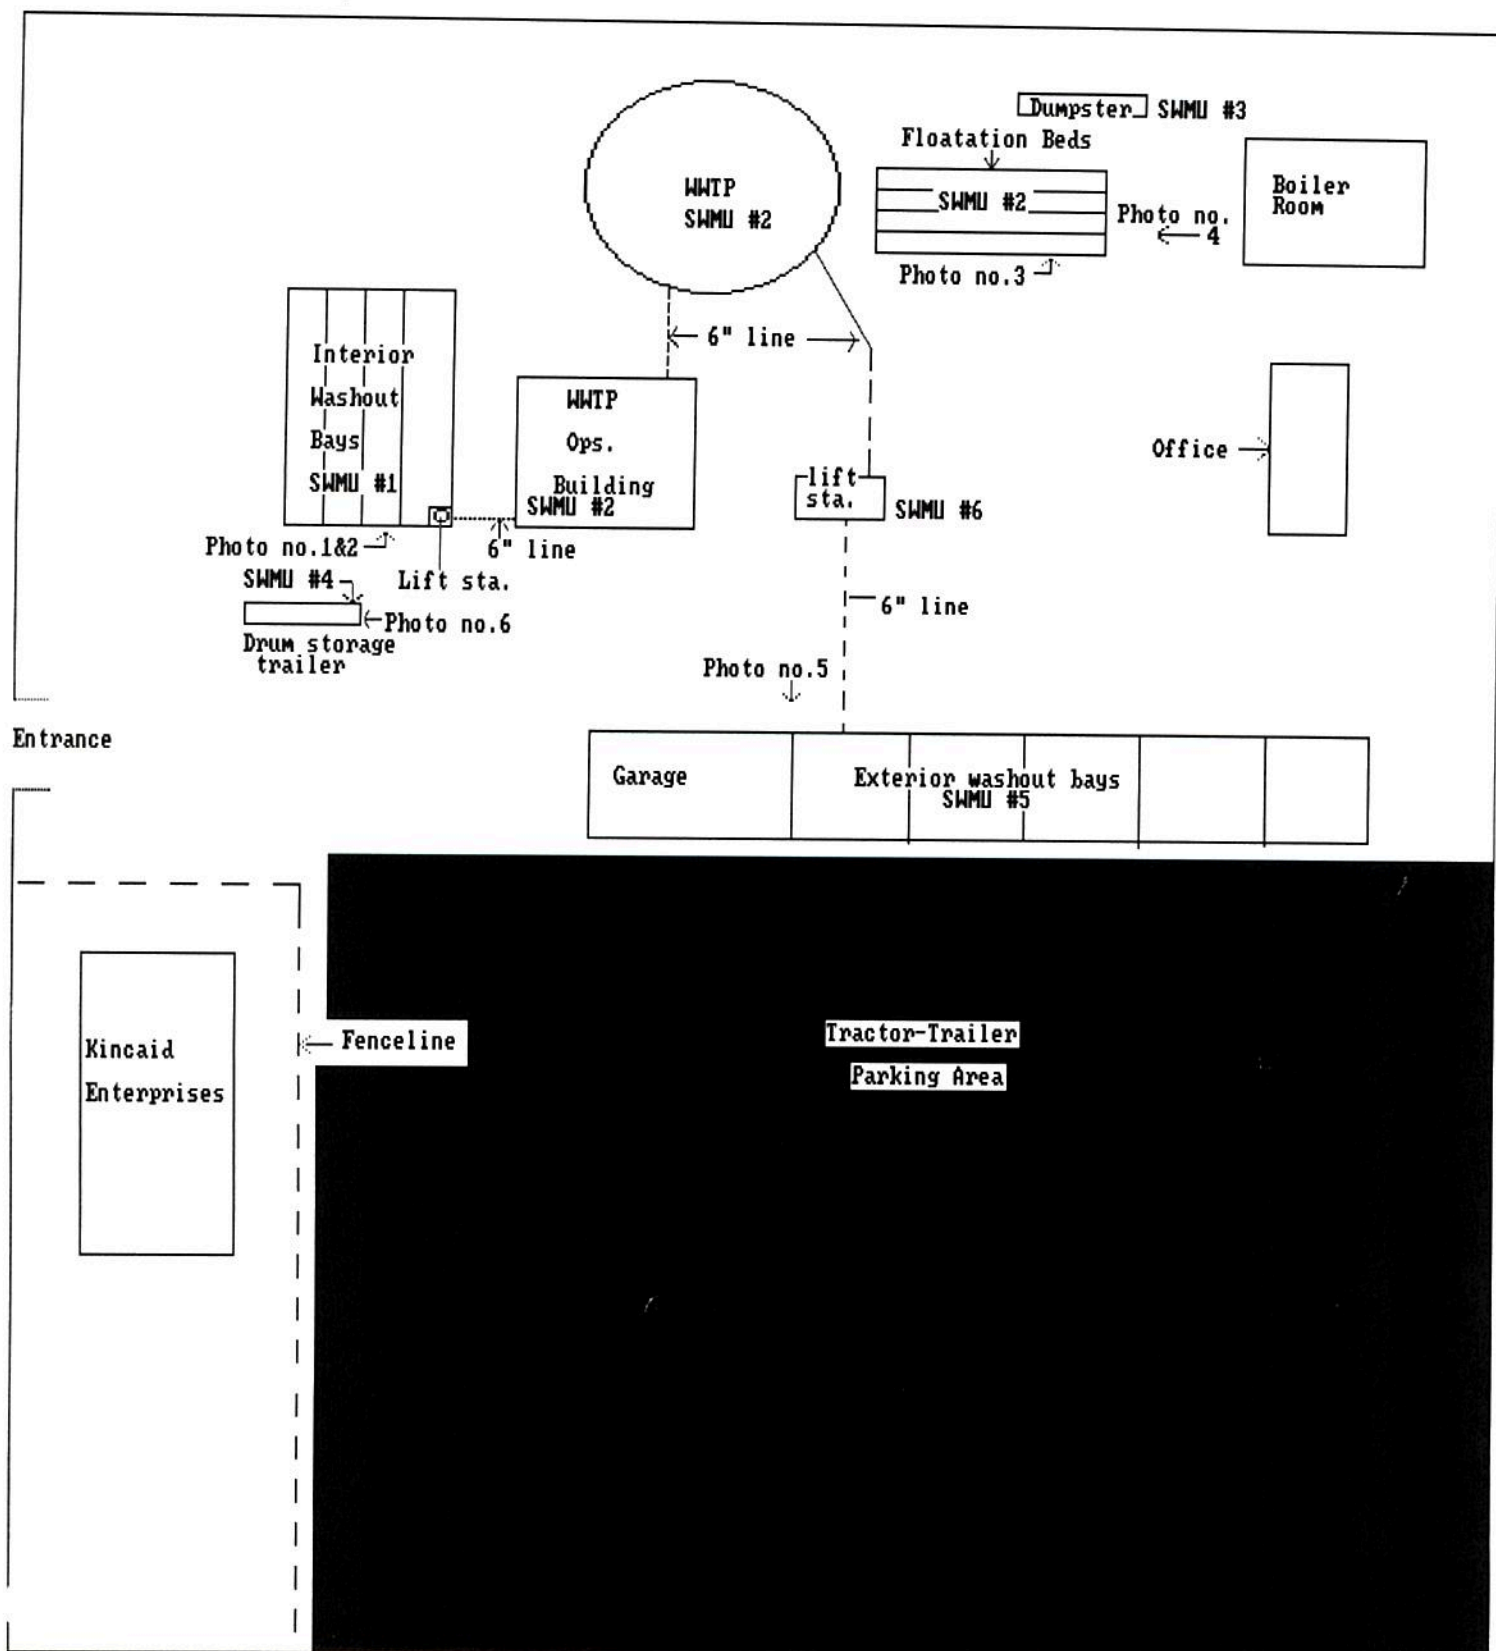 Dumpster SWMU #3
Floatation Beds
WWTP
SWMU #2
SWMU #2
Boiler
Room
Photo no.
4
Photo no.3
6" line
Interior
Washout
Bays
SWMU #1
WWTP
Ops.
Building
SWMU #2
Office
lift
sta.
SWMU #6
Photo no.1&2
6" line
SWMU #4
Lift sta.
Photo no.6
Drum storage
trailer
6" line
Photo no.5
Entrance
Garage
Exterior washout bays
SWMU #5
Fenceline
Kincaid
Enterprises
Tractor-Trailer
Parking Area